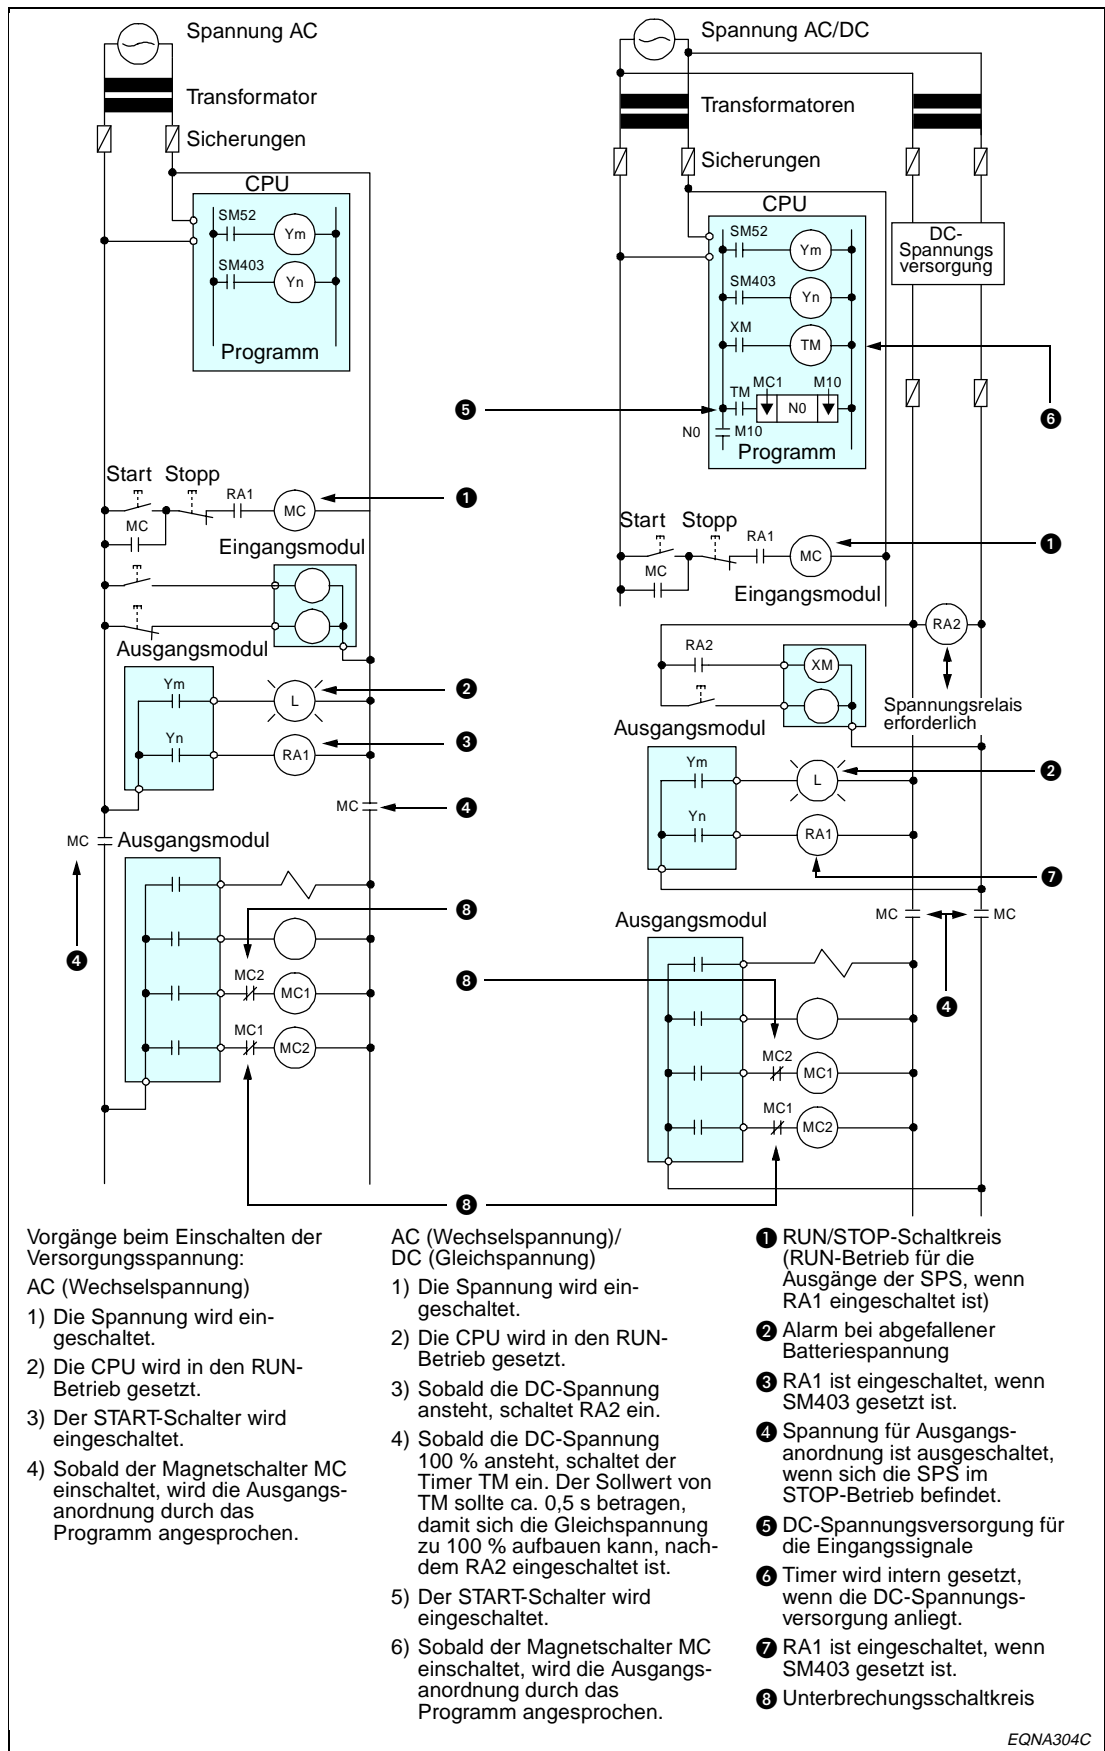 Spannung AC
Transformator
Sicherungen
CPU
SM52
Ym
SM403
Yn
Programm
Start Stopp
RA1
MC
MC
Eingangsmodul
Ausgangsmodul
Ym
L
Yn
RA1
MC
MC
Ausgangsmodul
MC2
MC1
MC1
MC2
❶
❷
❸
❹
❹
❽
❽
Spannung AC/DC
Transformatoren
Sicherungen
CPU
DC-
Spannungs
versorgung
SM52
Ym
SM403
Yn
XM
TM
TM MC1 M10
N0
N0 M10
Programm
❺
❻
Start Stopp
RA1
MC
MC
❶
Eingangsmodul
RA2
RA2
XM
Spannungsrelais
erforderlich
Ausgangsmodul
Ym
L
❷
Yn
RA1
❼
Ausgangsmodul
MC MC
❹
❽
MC2
MC1
MC1
MC2
Vorgänge beim Einschalten der
Versorgungsspannung:
AC (Wechselspannung)
1) Die Spannung wird ein-
geschaltet.
2) Die CPU wird in den RUN-
Betrieb gesetzt.
3) Der START-Schalter wird
eingeschaltet.
4) Sobald der Magnetschalter MC
einschaltet, wird die Ausgangs-
anordnung durch das
Programm angesprochen.
AC (Wechselspannung)/
DC (Gleichspannung)
1) Die Spannung wird ein-
geschaltet.
2) Die CPU wird in den RUN-
Betrieb gesetzt.
3) Sobald die DC-Spannung
ansteht, schaltet RA2 ein.
4) Sobald die DC-Spannung
100 % ansteht, schaltet der
Timer TM ein. Der Sollwert von
TM sollte ca. 0,5 s betragen,
damit sich die Gleichspannung
zu 100 % aufbauen kann, nach-
dem RA2 eingeschaltet ist.
5) Der START-Schalter wird
eingeschaltet.
6) Sobald der Magnetschalter MC
einschaltet, wird die Ausgangs-
anordnung durch das
Programm angesprochen.
❶ RUN/STOP-Schaltkreis
(RUN-Betrieb für die
Ausgänge der SPS, wenn
RA1 eingeschaltet ist)
❷ Alarm bei abgefallener
Batteriespannung
❸ RA1 ist eingeschaltet, wenn
SM403 gesetzt ist.
❹ Spannung für Ausgangs-
anordnung ist ausgeschaltet,
wenn sich die SPS im
STOP-Betrieb befindet.
❺ DC-Spannungsversorgung für
die Eingangssignale
❻ Timer wird intern gesetzt,
wenn die DC-Spannungs-
versorgung anliegt.
❼ RA1 ist eingeschaltet, wenn
SM403 gesetzt ist.
❽ Unterbrechungsschaltkreis
EQNA304C